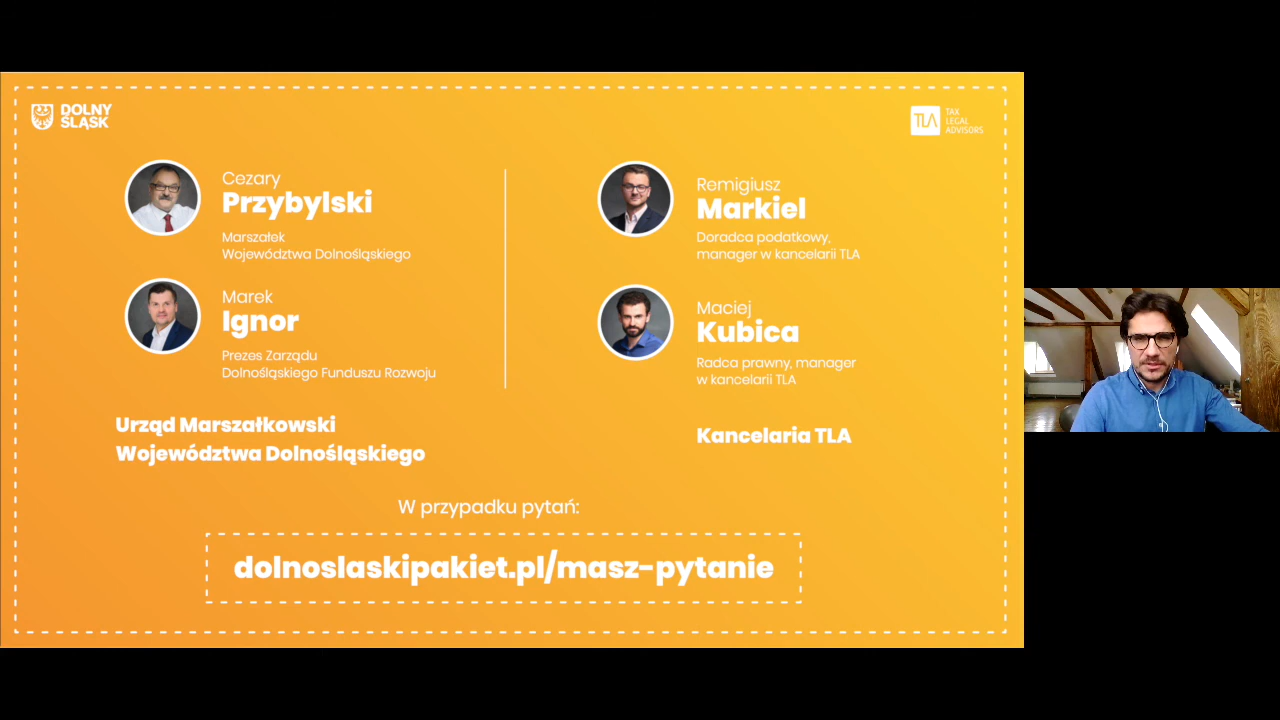 DOLNY
ŚLĄSK
TLA
TAX
LEGAL
ADVISORS
Cezary
Przybylski
Marszałek
Województwa Dolnośląskiego
Marek
Ignor
Prezes Zarządu
Dolnośląskiego Funduszu Rozwoju
Urząd Marszałkowski
Województwa Dolnośląskiego
Remigiusz
Markiel
Doradca podatkowy,
manager w kancelarii TLA
Maciej
Kubica
Radca prawny, manager
w kancelarii TLA
Kancelaria TLA
W przypadku pytań:
dolnoslaskipakiet.pl/masz-pytanie